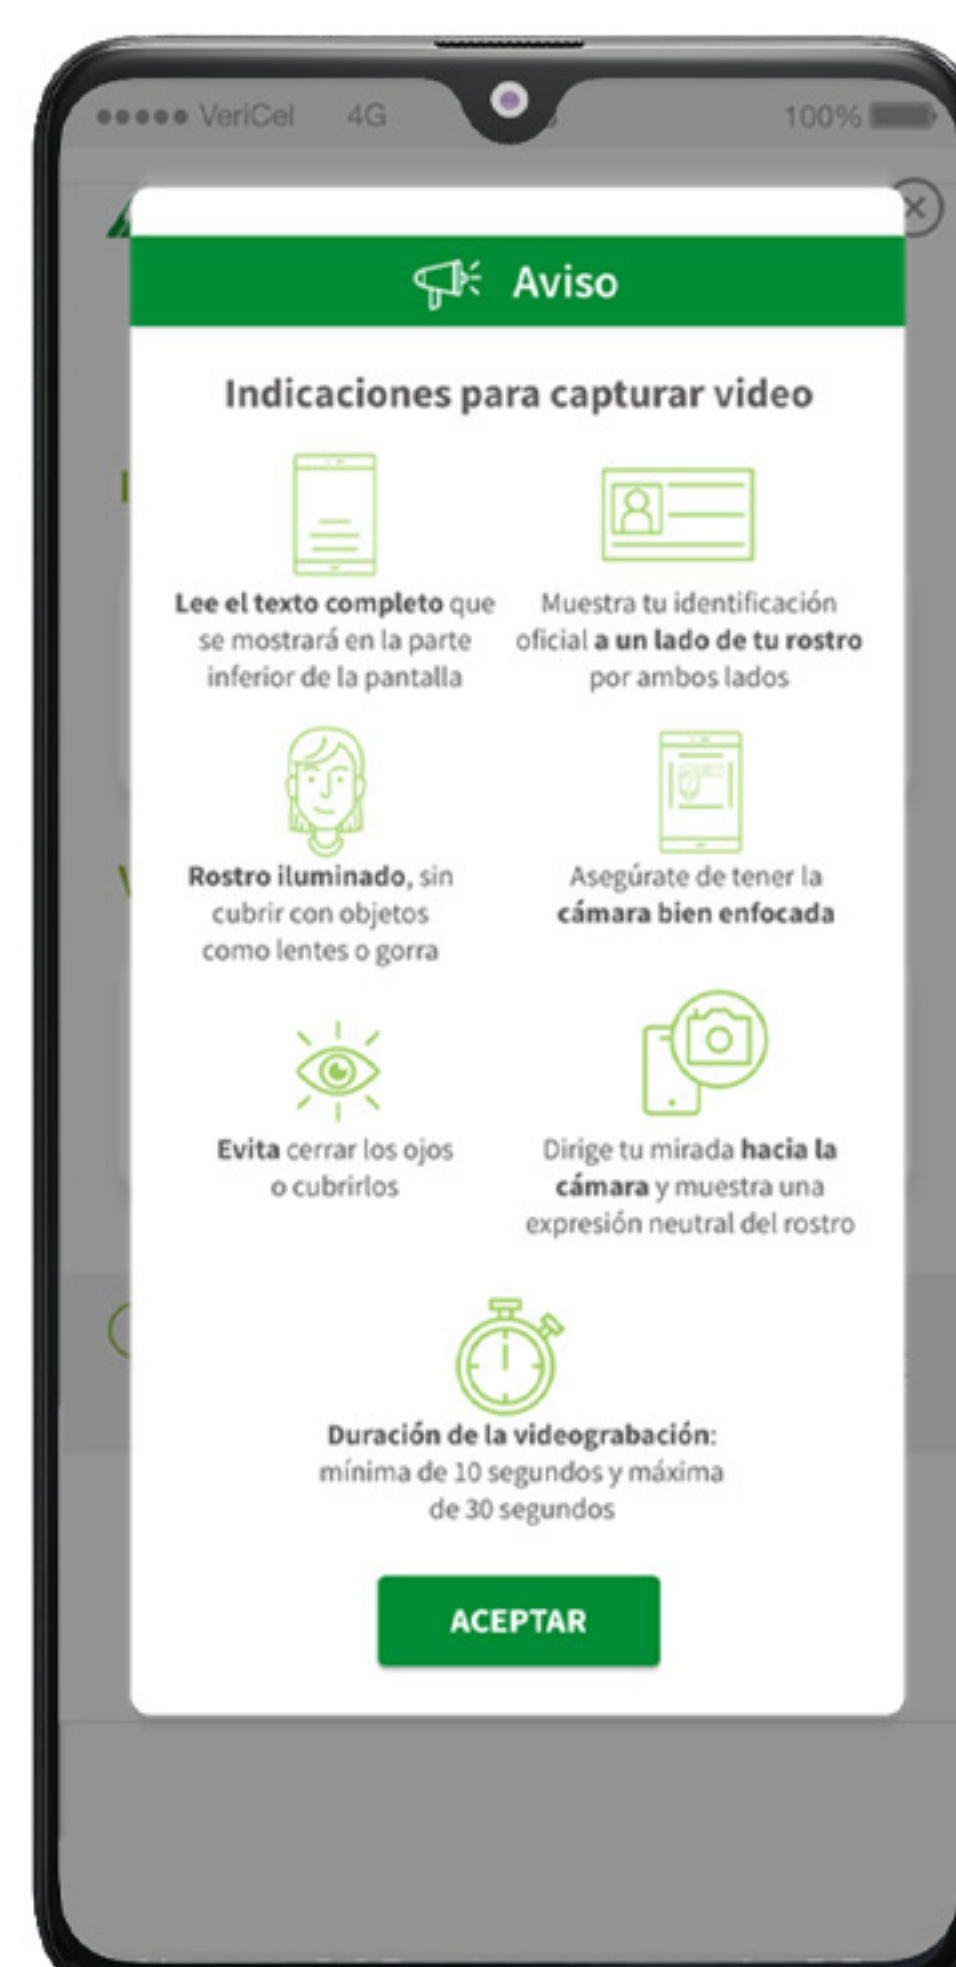 VeriCel 4G 100%
Aviso
Indicaciones para capturar video
Lee el texto completo que
se mostrará en la parte
inferior de la pantalla
Muestra tu identificación
oficial a un lado de tu rostro
por ambos lados
Rostro iluminado, sin
cubrir con objetos
como lentes o gorra
Asegúrate de tener la
cámara bien enfocada
Evita cerrar los ojos
o cubrirlos
Dirige tu mirada hacia la
cámara y muestra una
expresión neutral del rostro
Duración de la videograbación:
mínima de 10 segundos y máxima
de 30 segundos
ACEPTAR